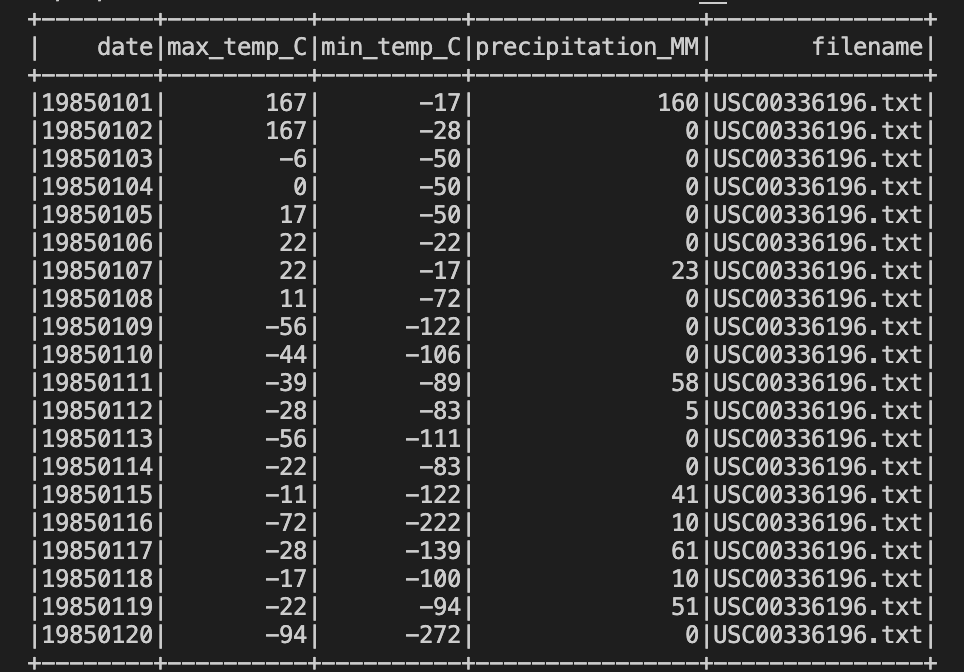 +--------+----------+----------+----------------+---------------+
|    date|max_temp_C|min_temp_C|precipitation_MM|       filename|
+--------+----------+----------+----------------+---------------+
|19850101|       167|       -17|             160|USC00336196.txt|
|19850102|       167|       -28|               0|USC00336196.txt|
|19850103|        -6|       -50|               0|USC00336196.txt|
|19850104|         0|       -50|               0|USC00336196.txt|
|19850105|        17|       -50|               0|USC00336196.txt|
|19850106|        22|       -22|               0|USC00336196.txt|
|19850107|        22|       -17|              23|USC00336196.txt|
|19850108|        11|       -72|               0|USC00336196.txt|
|19850109|       -56|      -122|               0|USC00336196.txt|
|19850110|       -44|      -106|               0|USC00336196.txt|
|19850111|       -39|       -89|              58|USC00336196.txt|
|19850112|       -28|       -83|               5|USC00336196.txt|
|19850113|       -56|      -111|               0|USC00336196.txt|
|19850114|       -22|       -83|               0|USC00336196.txt|
|19850115|       -11|      -122|              41|USC00336196.txt|
|19850116|       -72|      -222|              10|USC00336196.txt|
|19850117|       -28|      -139|              61|USC00336196.txt|
|19850118|       -17|      -100|              10|USC00336196.txt|
|19850119|       -22|       -94|              51|USC00336196.txt|
|19850120|       -94|      -272|               0|USC00336196.txt|
+--------+----------+----------+----------------+---------------+